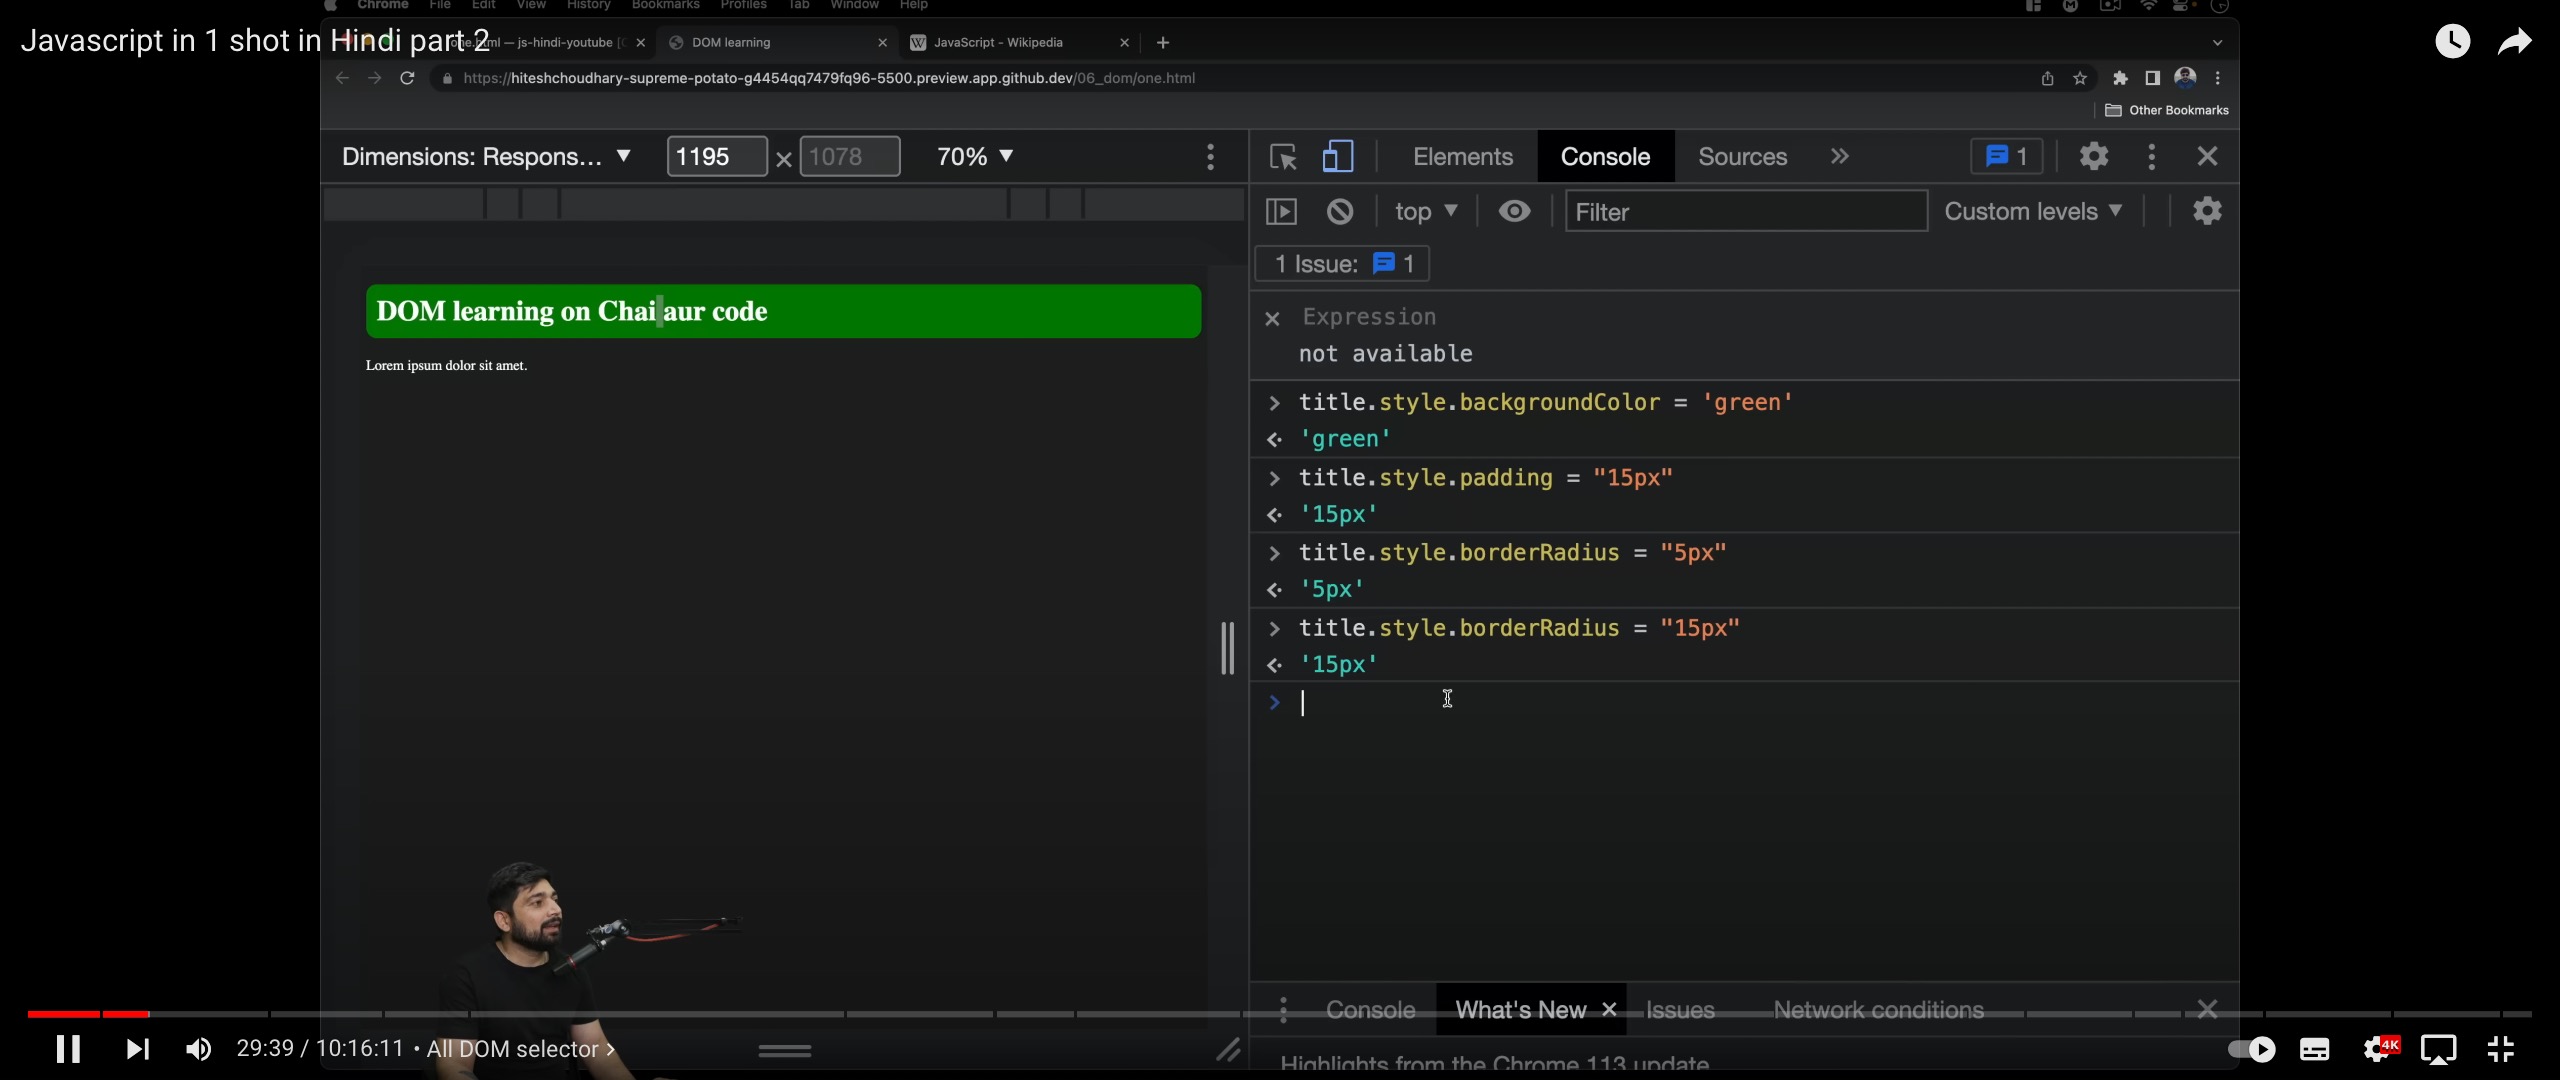 Chrome File Edit View History Bookmarks Profiles Tab Window Help
Javascript in 1 shot in Hindi part 2
— js-hindi-youtube [
DOM learning
JavaScript - Wikipedia
https://hiteshchoudhary-supreme-potato-g4454qq7479fq96-5500.preview.app.github.dev/06_dom/one.html
Other Bookmarks
Dimensions: Respons... 1195 × 1078 70%
Elements Console Sources 1
top Filter Custom levels
1 Issue: 1
DOM learning on Chai aur code
Lorem ipsum dolor sit amet.
Expression
not available
title.style.backgroundColor = 'green'
'green'
title.style.padding = "15px"
'15px'
title.style.borderRadius = "5px"
'5px'
title.style.borderRadius = "15px"
'15px'
Console What's New Issues Network conditions
Highlights from the Chrome 113 update
29:39 / 10:16:11 • All DOM selector >
4K